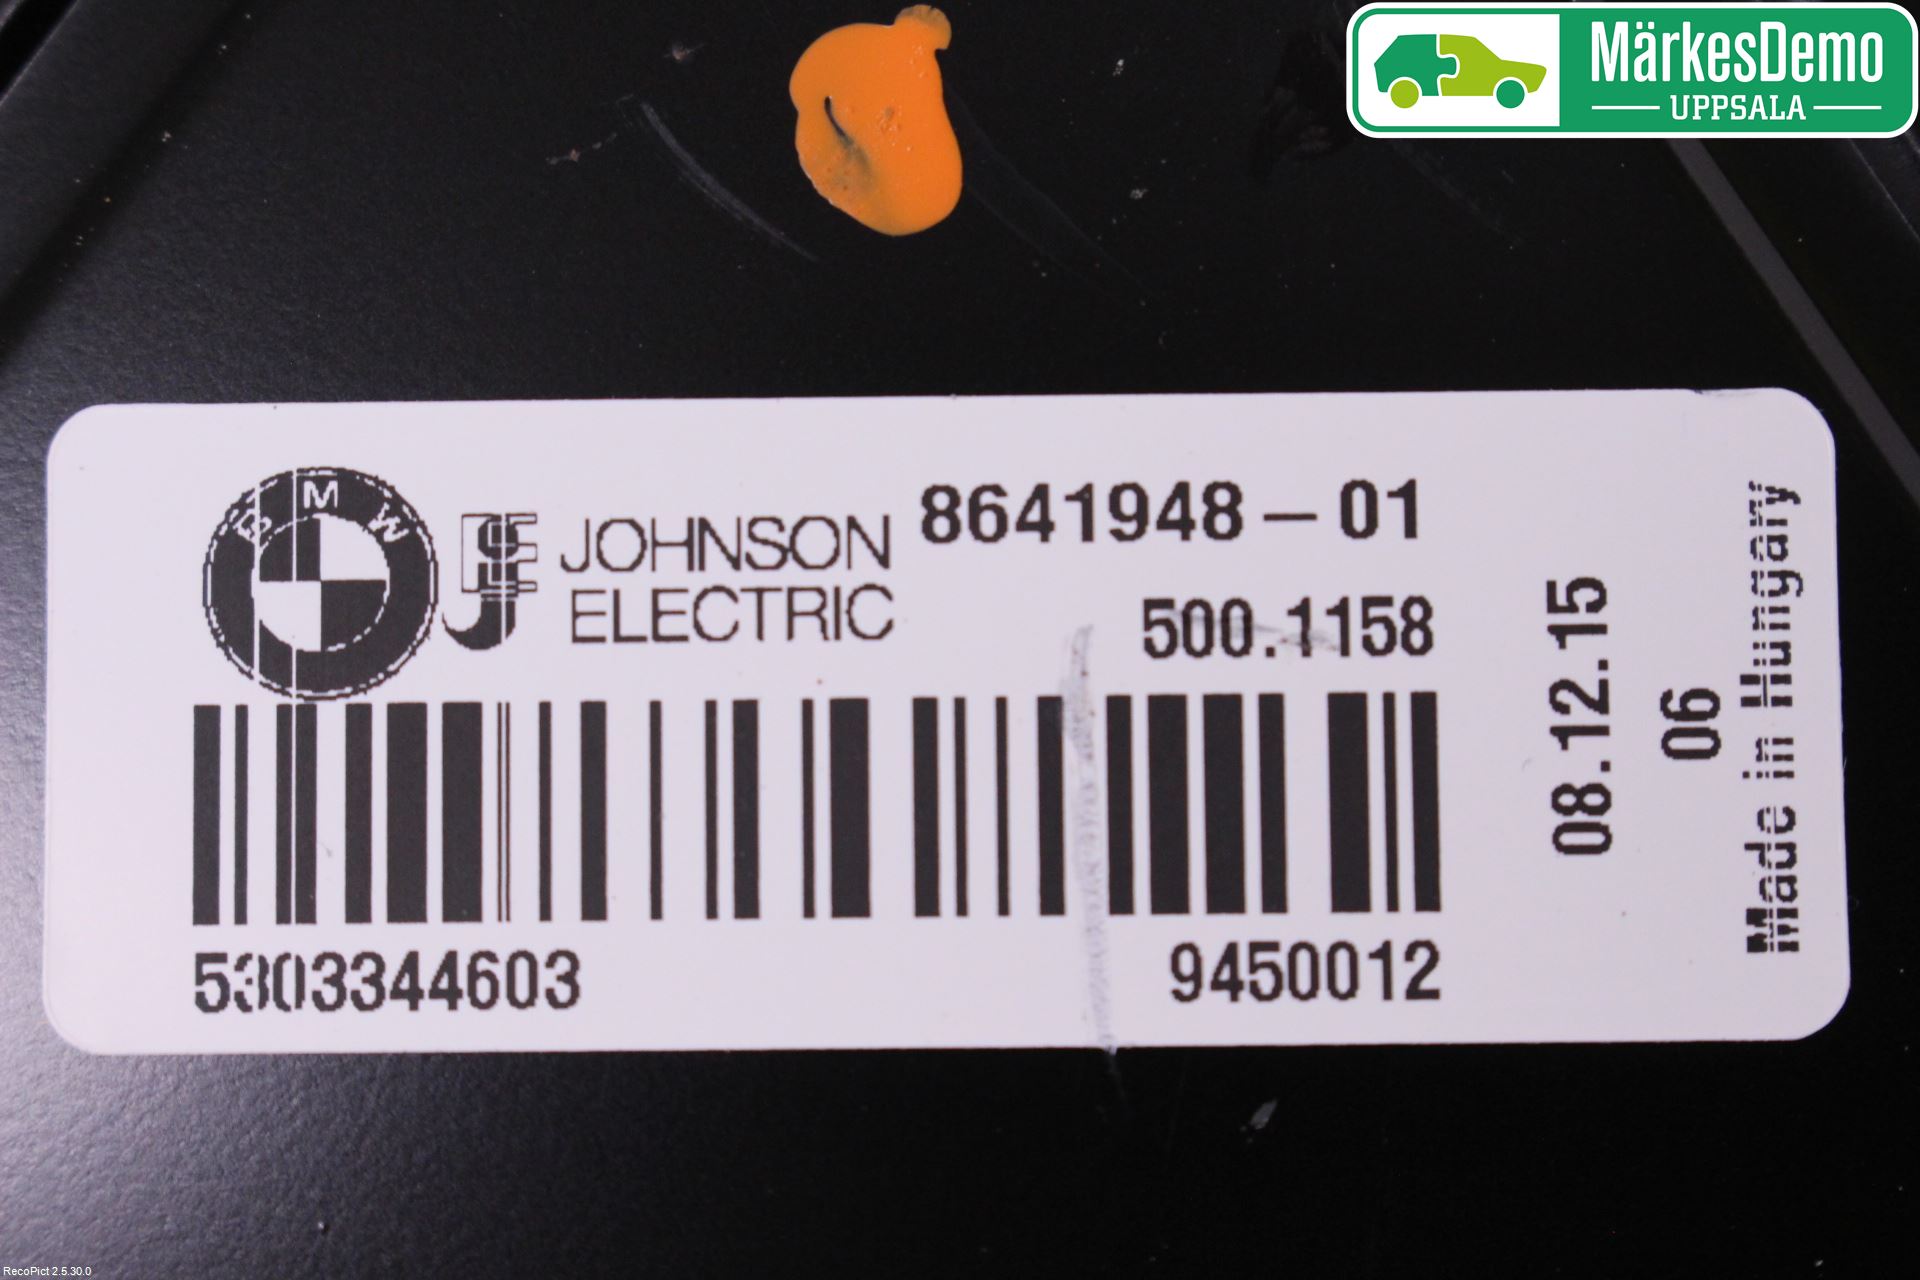 MärkesDemo
UPPSALA
BMW
JOHNSON
ELECTRIC
8641948-01
500.1158
5303344603
9450012
08.12.15
06
Made in Hungary
RecoPict 2.5.30.0